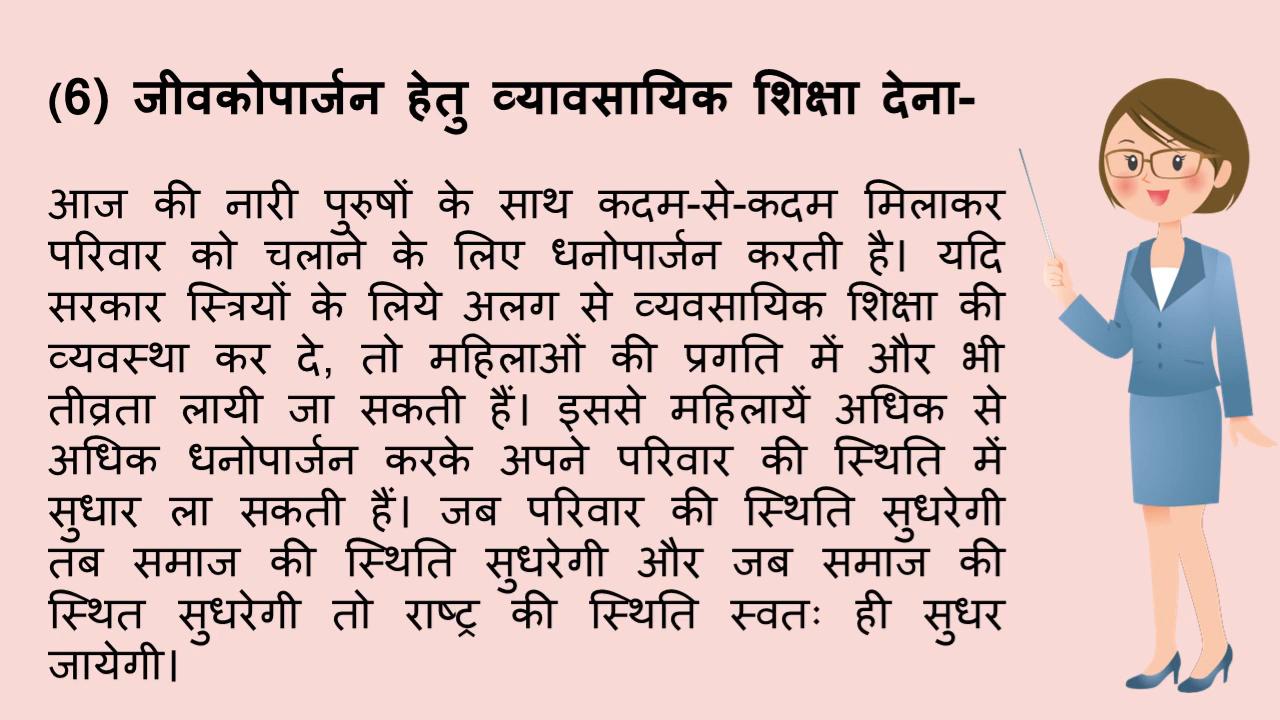 (6) जीवकोपार्जन हेतु व्यावसायिक शिक्षा देना-
आज की नारी पुरुषों के साथ कदम-से-कदम मिलाकर
परिवार को चलाने के लिए धनोपार्जन करती है। यदि
सरकार स्त्रियों के लिये अलग से व्यवसायिक शिक्षा की
व्यवस्था कर दे, तो महिलाओं की प्रगति में और भी
तीव्रता लायी जा सकती हैं। इससे महिलायें अधिक से
अधिक धनोपार्जन करके अपने परिवार की स्थिति में
सुधार ला सकती हैं। जब परिवार की स्थिति सुधरेगी
तब समाज की स्थिति सुधरेगी और जब समाज की
स्थित सुधरेगी तो राष्ट्र की स्थिति स्वतः ही सुधर
जायेगी।